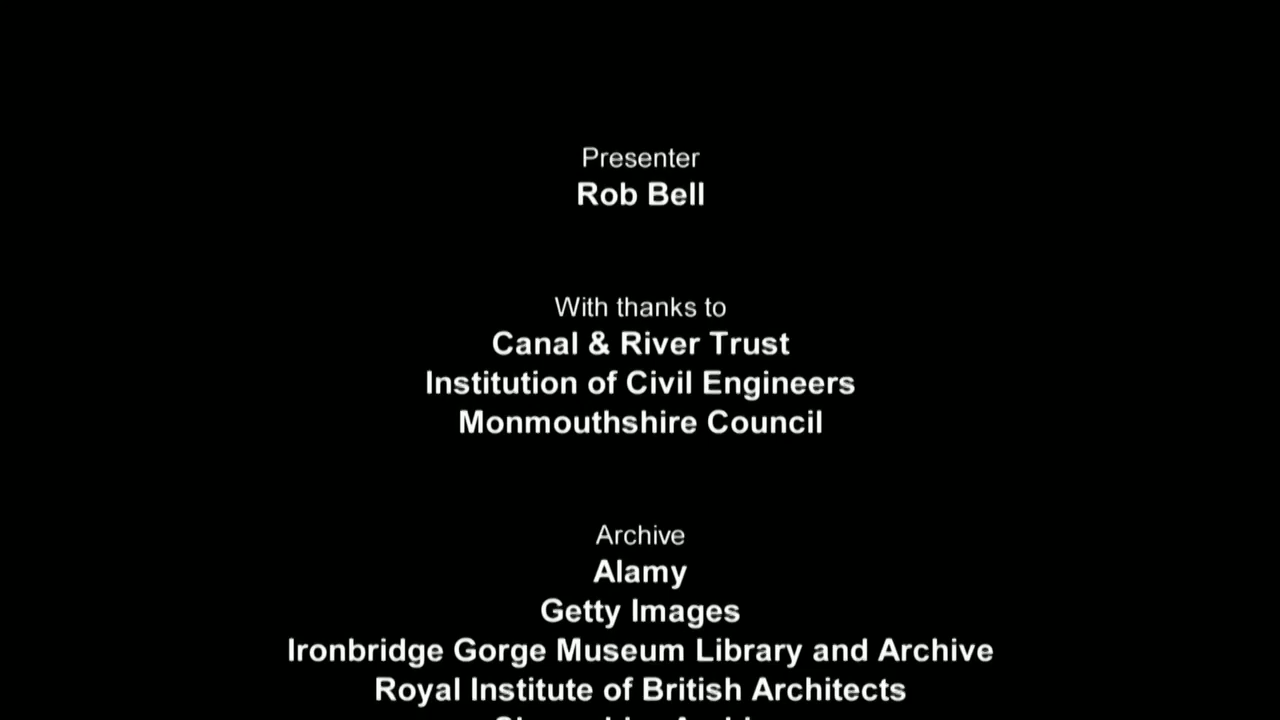 Presenter
Rob Bell
With thanks to
Canal & River Trust
Institution of Civil Engineers
Monmouthshire Council
Archive
Alamy
Getty Images
Ironbridge Gorge Museum Library and Archive
Royal Institute of British Architects